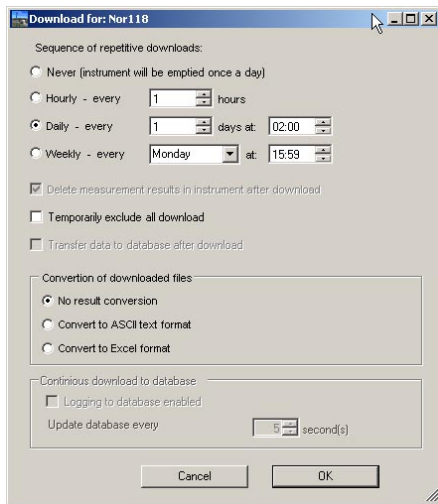 Download for: Nor118
Sequence of repetitive downloads:
Never (instrument will be emptied once a day)
Hourly - every 1 hours
Daily - every 1 days at: 02:00
Weekly - every Monday at: 15:59
Delete measurement results in instrument after download
Temporarily exclude all download
Transfer data to database after download
Convertion of downloaded files
No result conversion
Convert to ASCII text format
Convert to Excel format
Continious download to database
Logging to database enabled
Update database every 5 second(s)
Cancel OK